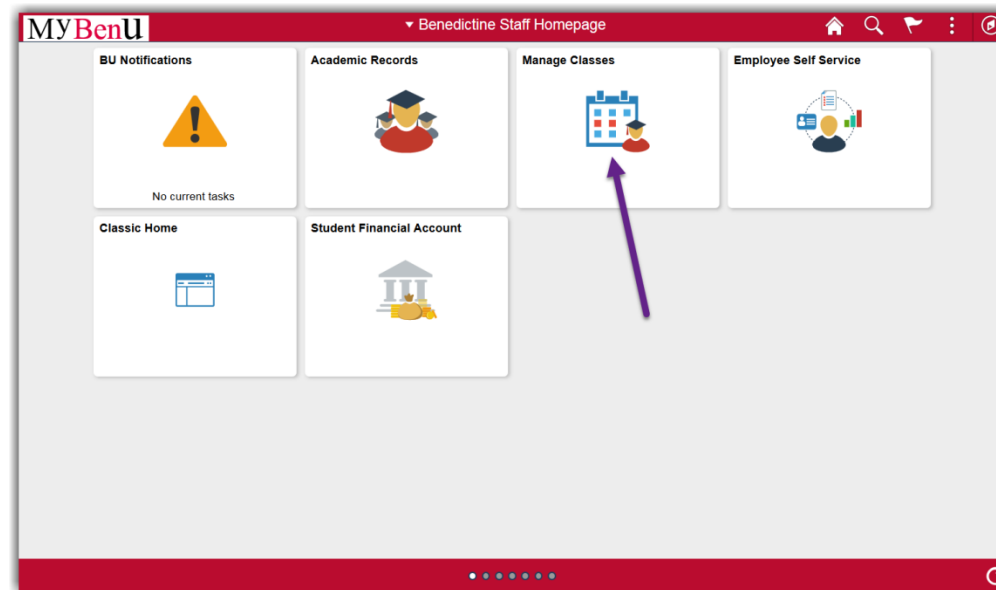 MyBenU
Benedictine Staff Homepage
BU Notifications
Academic Records
Manage Classes
Employee Self Service
No current tasks
Classic Home
Student Financial Account